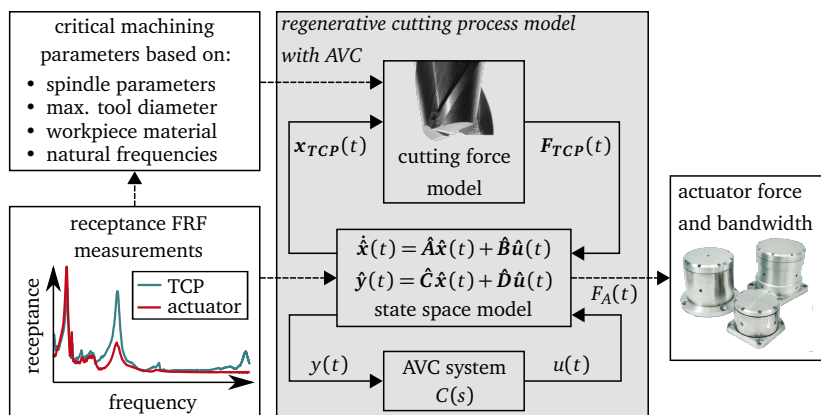 critical machining
parameters based on:
• spindle parameters
• max. tool diameter
• workpiece material
• natural frequencies
receptance FRF
measurements
TCP
actuator
receptance
frequency
regenerative cutting process model
with AVC
cutting force
model
𝒙_TCP(t)
𝑭_TCP(t)
𝒙̂̇(t) = 𝑨̂𝒙̂(t) + 𝑩̂𝒖̂(t)
𝒚̂(t) = 𝑪̂𝒙̂(t) + 𝑫̂𝒖̂(t)
state space model
F_A(t)
y(t)
AVC system
C(s)
u(t)
actuator force
and bandwidth